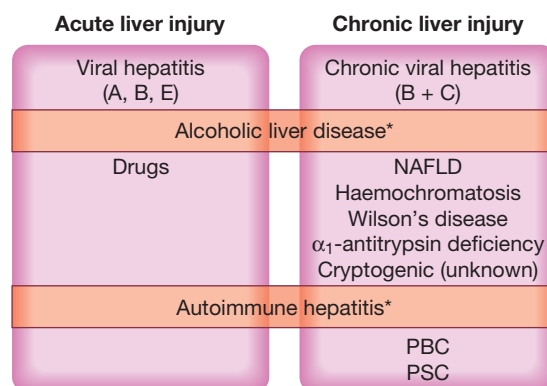 Acute liver injury
Chronic liver injury
Viral hepatitis
(A, B, E)
Chronic viral hepatitis
(B + C)
Alcoholic liver disease*
Drugs
NAFLD
Haemochromatosis
Wilson's disease
α1-antitrypsin deficiency
Cryptogenic (unknown)
Autoimmune hepatitis*
PBC
PSC